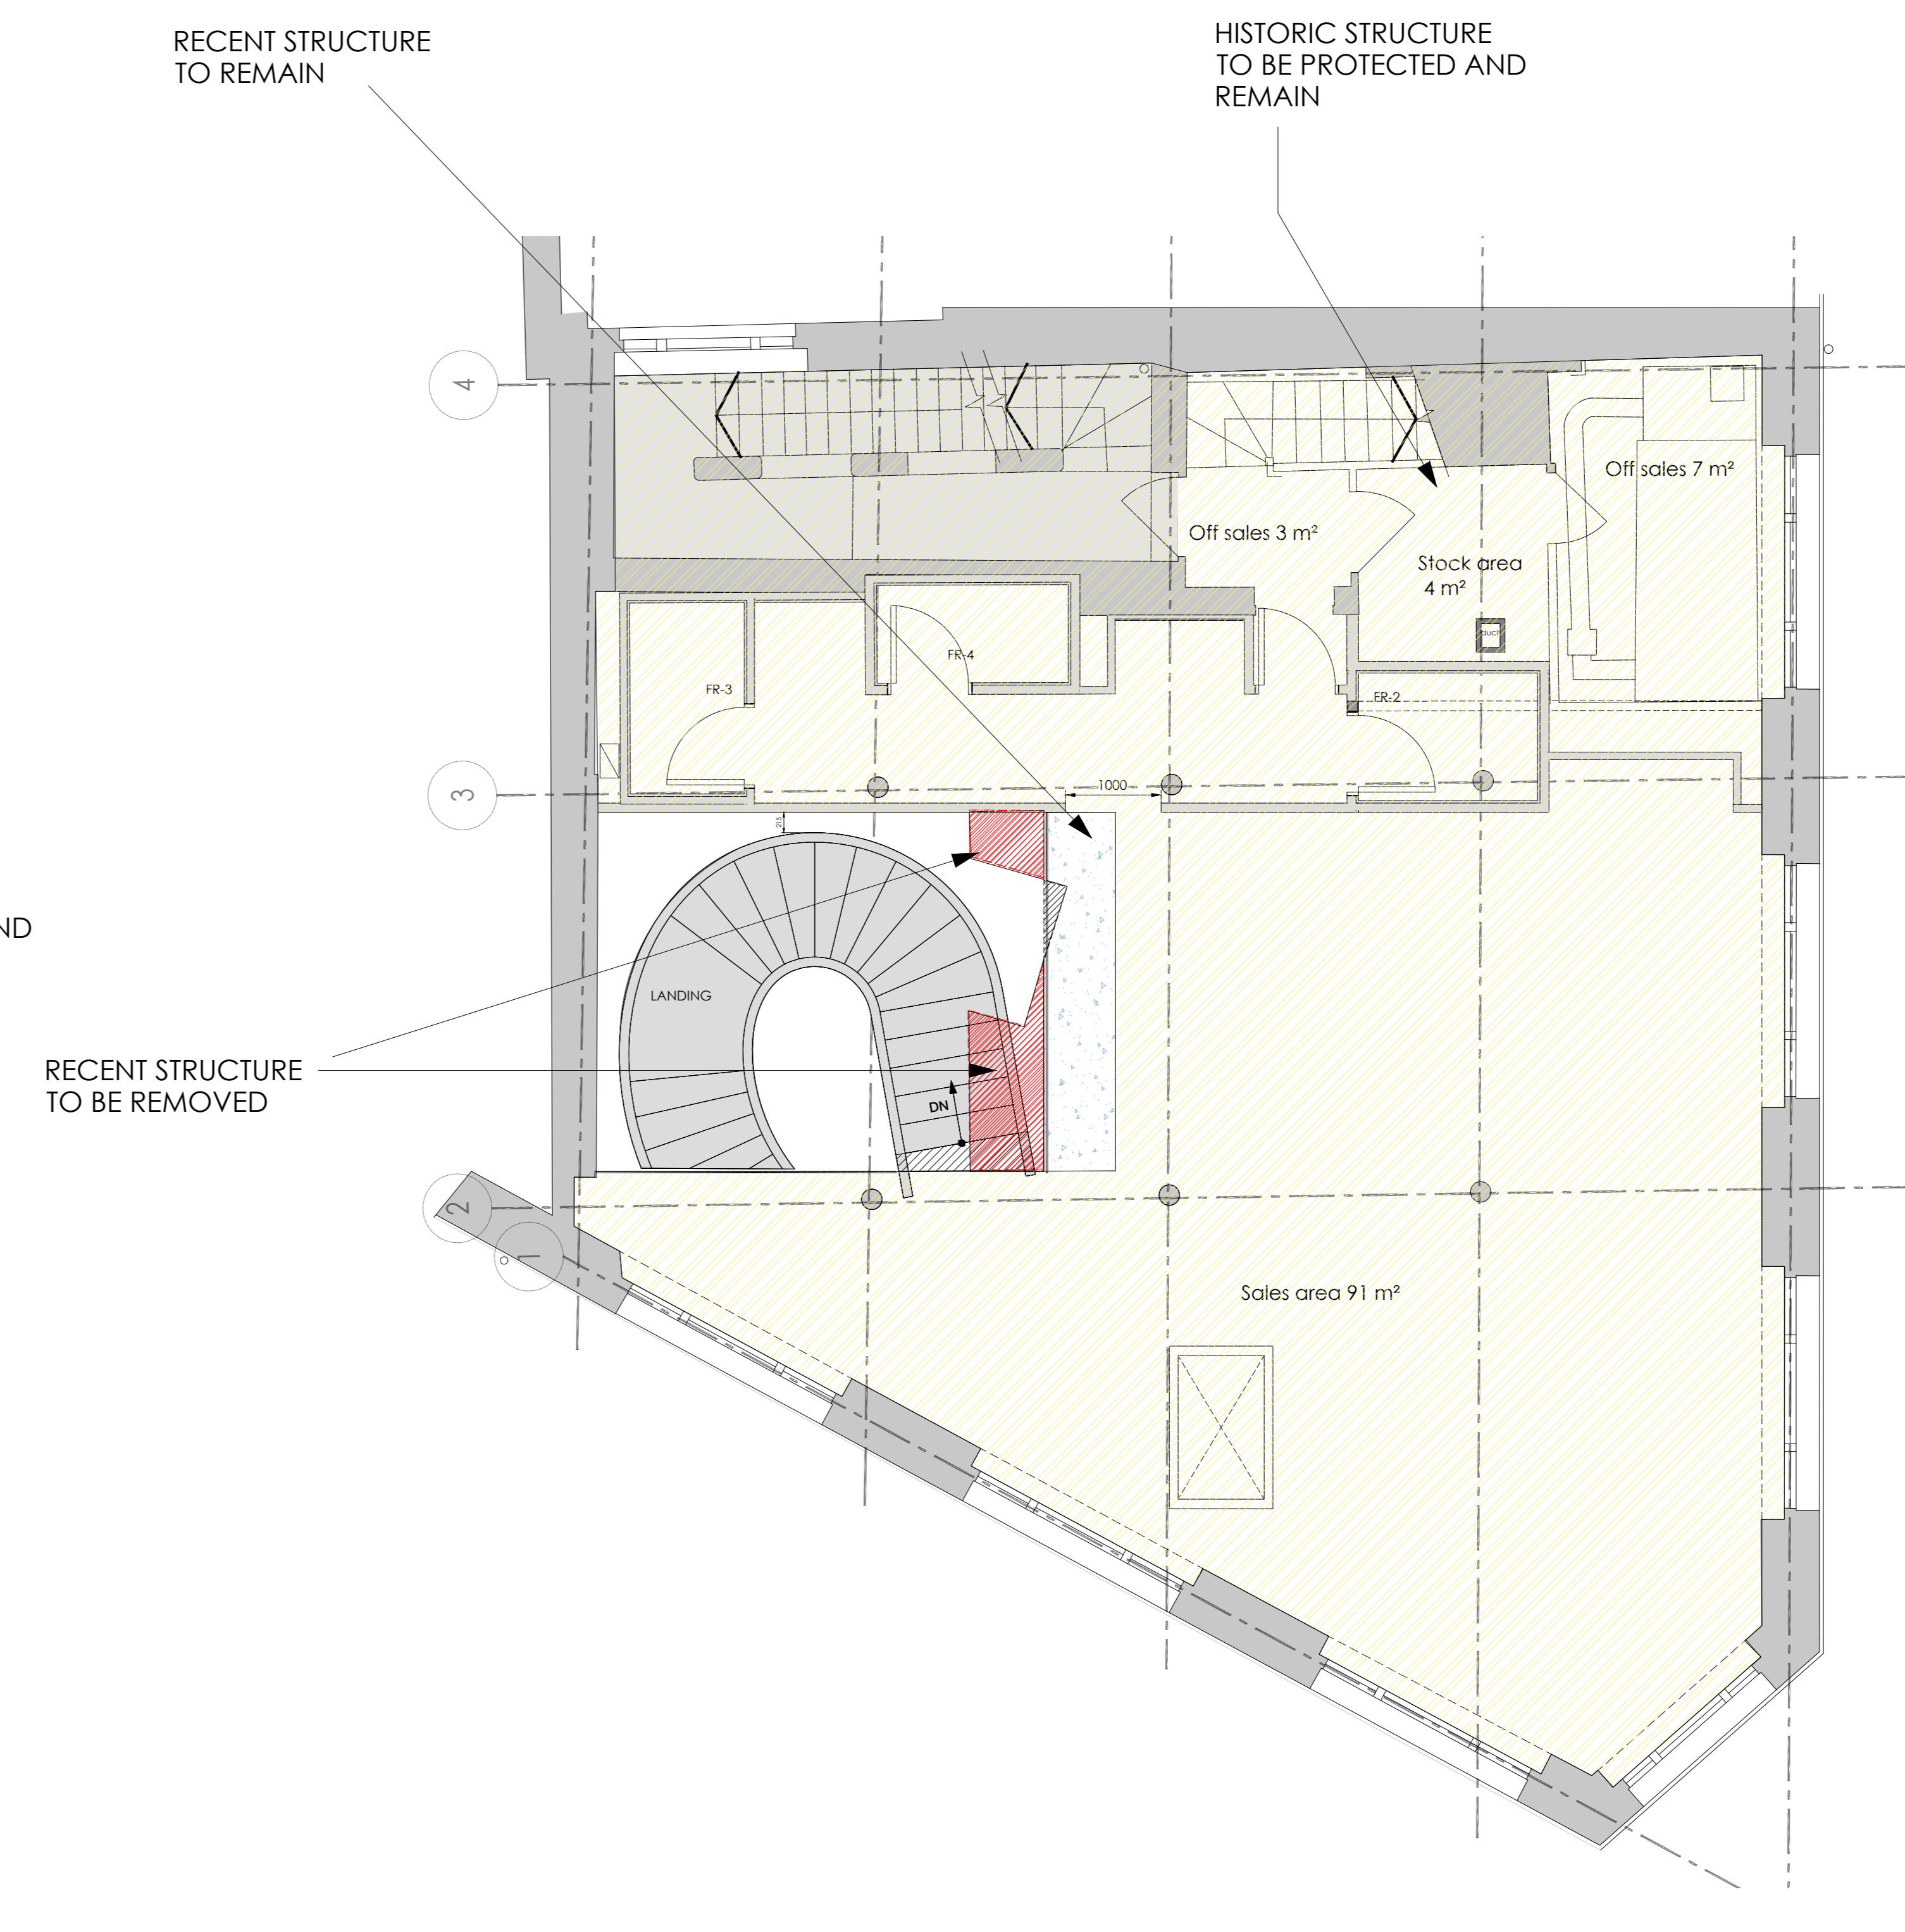 RECENT STRUCTURE
TO REMAIN
HISTORIC STRUCTURE
TO BE PROTECTED AND
REMAIN
4
Off sales 7 m²
Off sales 3 m²
Stock area
4 m²
duct
FR-4
FR-3
FR-2
3
1000
215
ND
LANDING
RECENT STRUCTURE
TO BE REMOVED
DN
2
1
Sales area 91 m²